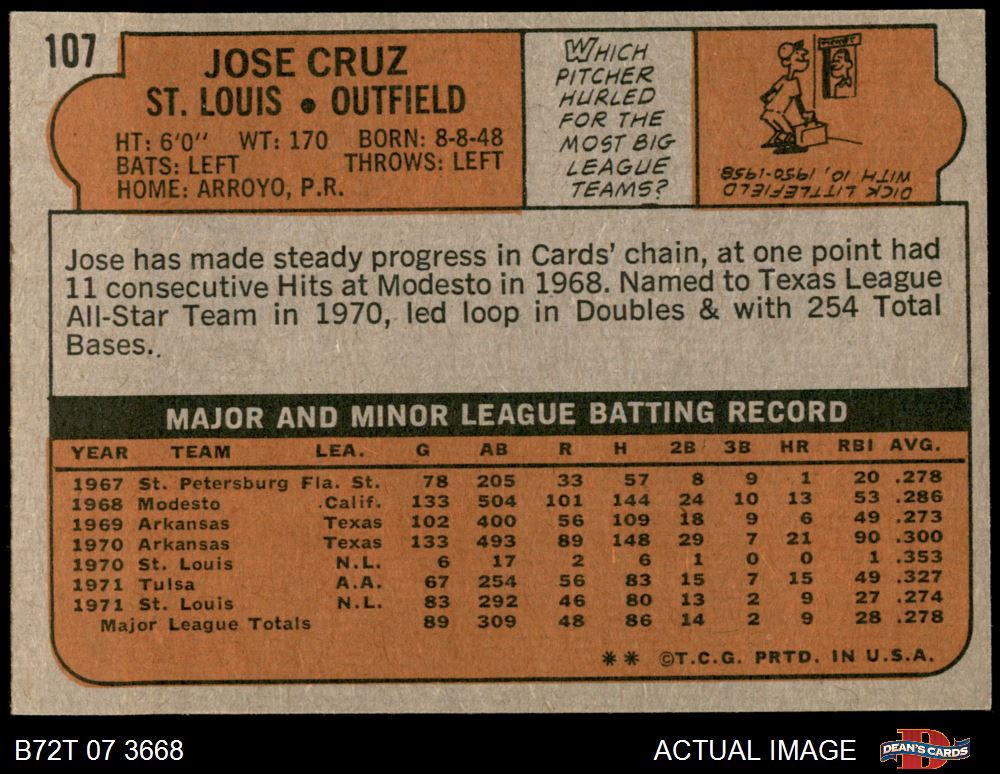 107
JOSE CRUZ
ST. LOUIS • OUTFIELD
HT: 6'0" WT: 170 BORN: 8-8-48
BATS: LEFT THROWS: LEFT
HOME: ARROYO, P.R.
WHICH
PITCHER
HURLED
FOR THE
MOST BIG
LEAGUE
TEAMS?
DICK LITTLEFIELD
WITH 10, 1950-1958
Jose has made steady progress in Cards' chain, at one point had
11 consecutive Hits at Modesto in 1968. Named to Texas League
All-Star Team in 1970, led loop in Doubles & with 254 Total
Bases..
MAJOR AND MINOR LEAGUE BATTING RECORD
YEAR TEAM LEA. G AB R H 2B 3B HR RBI AVG.
1967 St. Petersburg Fla. St. 78 205 33 57 8 9 1 20 .278
1968 Modesto Calif. 133 504 101 144 24 10 13 53 .286
1969 Arkansas Texas 102 400 56 109 18 9 6 49 .273
1970 Arkansas Texas 133 493 89 148 29 7 21 90 .300
1970 St. Louis N.L. 6 17 2 6 1 0 0 1 .353
1971 Tulsa A.A. 67 254 56 83 15 7 15 49 .327
1971 St. Louis N.L. 83 292 46 80 13 2 9 27 .274
Major League Totals 89 309 48 86 14 2 9 28 .278
** ©T.C.G. PRTD. IN U.S.A.
B72T 07 3668
ACTUAL IMAGE
DEAN'S CARDS